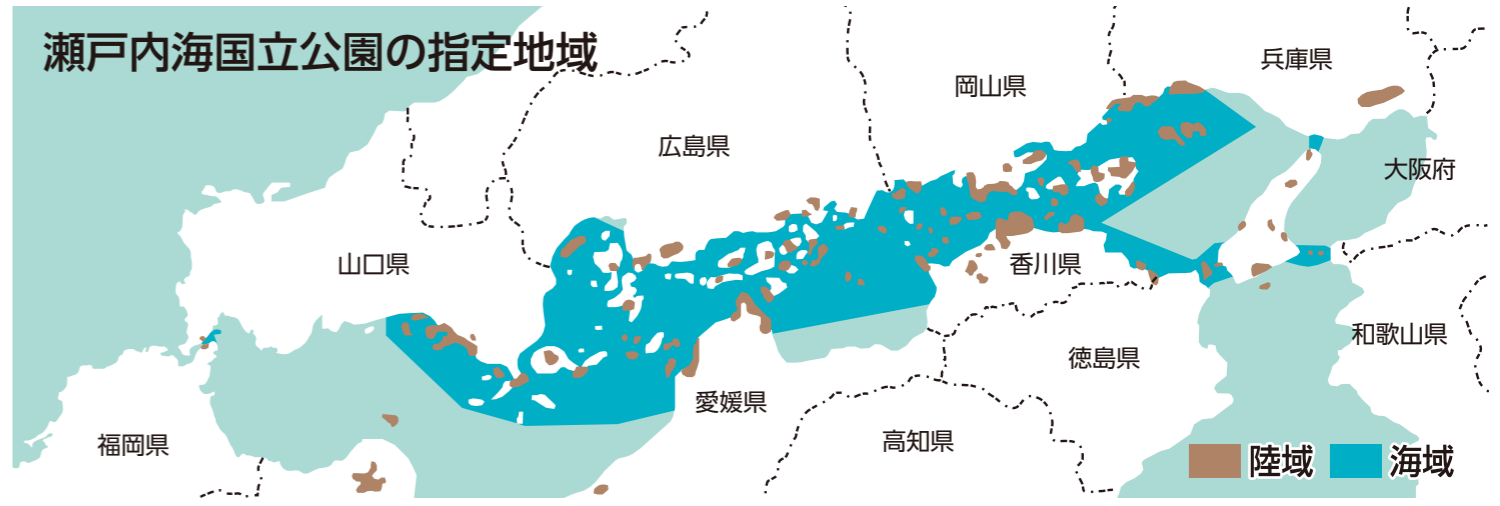 瀬戸内海国立公園の指定地域
兵庫県
岡山県
広島県
大阪府
山口県
香川県
和歌山県
徳島県
愛媛県
高知県
福岡県
陸域
海域